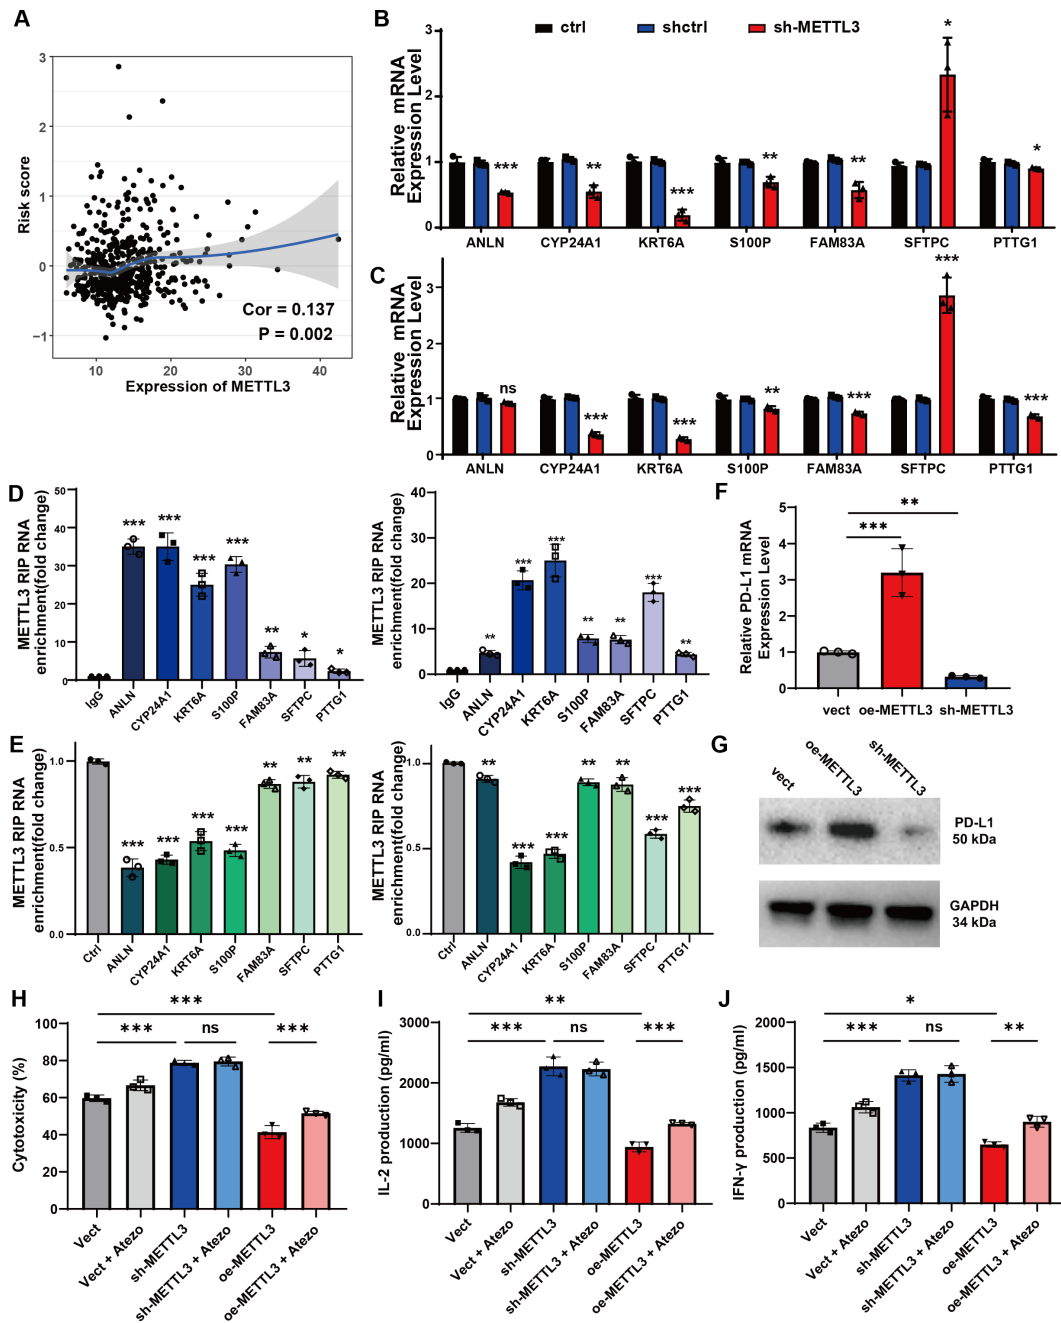 A
3
2
1
0
−1
Risk score
10
20
30
40
Expression of METTL3
Cor = 0.137
P = 0.002
B
ctrl
shctrl
sh-METTL3
Relative mRNA
Expression Level
3
2
1
0
***
**
***
**
**
*
*
ANLN
CYP24A1
KRT6A
S100P
FAM83A
SFTPC
PTTG1
C
Relative mRNA
Expression Level
3
2
1
0
ns
***
***
**
***
***
***
ANLN
CYP24A1
KRT6A
S100P
FAM83A
SFTPC
PTTG1
D
METTL3 RIP RNA
enrichment(fold change)
50
40
30
20
10
0
***
***
***
***
**
*
*
IgG
ANLN
CYP24A1
KRT6A
S100P
FAM83A
SFTPC
PTTG1
METTL3 RIP RNA
enrichment(fold change)
40
30
20
10
0
**
***
***
**
**
***
**
IgG
ANLN
CYP24A1
KRT6A
S100P
FAM83A
SFTPC
PTTG1
E
METTL3 RIP RNA
enrichment(fold change)
1.0
0.5
0.0
***
***
***
***
**
**
**
Ctrl
ANLN
CYP24A1
KRT6A
S100P
FAM83A
SFTPC
PTTG1
METTL3 RIP RNA
enrichment(fold change)
1.0
0.5
0.0
**
***
***
**
**
***
***
Ctrl
ANLN
CYP24A1
KRT6A
S100P
FAM83A
SFTPC
PTTG1
F
Relative PD-L1 mRNA
Expression Level
5
4
3
2
1
0
**
***
vect
oe-METTL3
sh-METTL3
G
Vect
oe-METTL3
sh-METTL3
PD-L1
50 kDa
GAPDH
34 kDa
H
Cytotoxicity (%)
100
80
60
40
20
0
***
***
ns
***
Vect
Vect + Atezo
sh-METTL3
sh-METTL3 + Atezo
oe-METTL3
oe-METTL3 + Atezo
I
IL-2 production (pg/ml)
3000
2000
1000
0
**
***
ns
***
Vect
Vect + Atezo
sh-METTL3
sh-METTL3 + Atezo
oe-METTL3
oe-METTL3 + Atezo
J
IFN-γ production (pg/ml)
2000
1500
1000
500
0
*
***
ns
**
Vect
Vect + Atezo
sh-METTL3
sh-METTL3 + Atezo
oe-METTL3
oe-METTL3 + Atezo